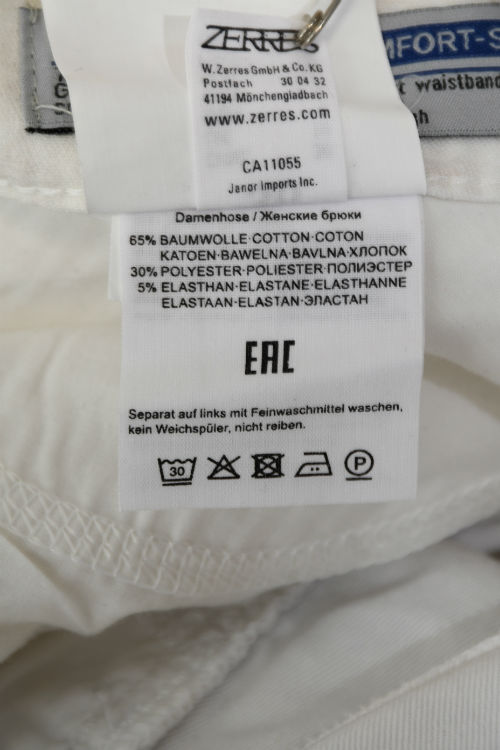 ZERRES
W. Zerres GmbH & Co. KG
Postfach 30 04 32
41194 Mönchengladbach
www.zerres.com
CA11055
Janor Imports Inc.
MFORT-S
waistband
Damenhose / Женские брюки
65% BAUMWOLLE·COTTON·COTON
KATOEN·BAWELNA·BAVLNA·ХЛОПОК
30% POLYESTER·POLIESTER·ПОЛИЭСТЕР
5% ELASTHAN·ELASTANE·ELASTHANNE
ELASTAAN·ELASTAN·ЭЛАСТАН
EAC
Separat auf links mit Feinwaschmittel waschen,
kein Weichspüler, nicht reiben.
30 P